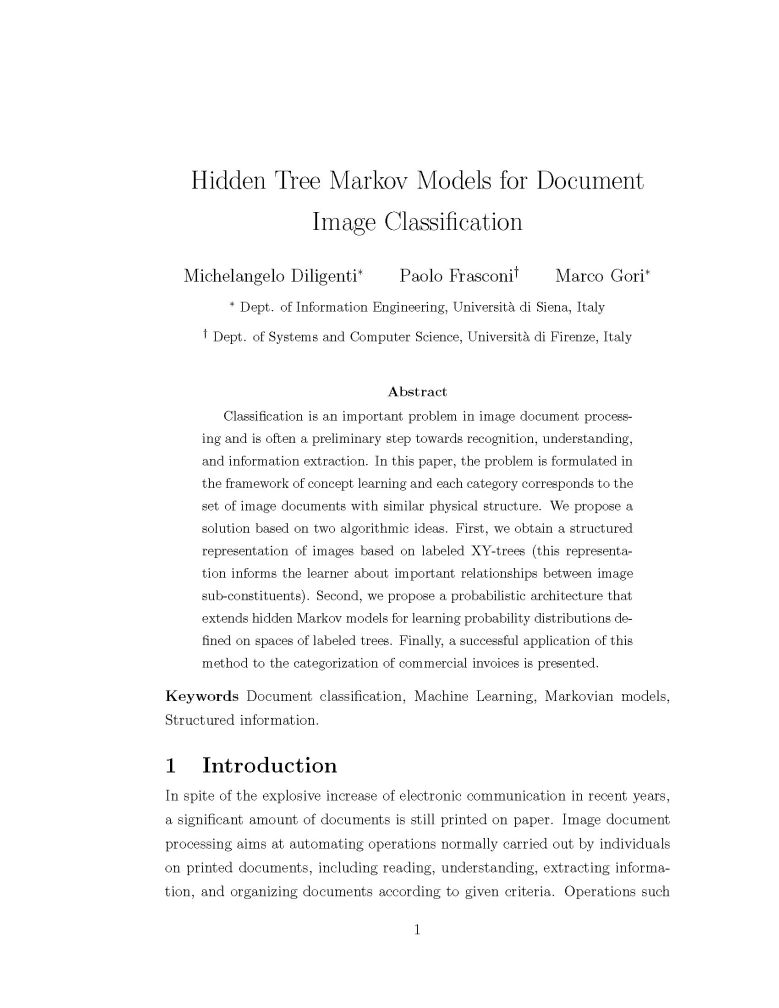 Hidden Tree Markov Models for Document
Image Classification
Michelangelo Diligenti* Paolo Frasconi† Marco Gori*
* Dept. of Information Engineering, Università di Siena, Italy
† Dept. of Systems and Computer Science, Università di Firenze, Italy
Abstract
Classification is an important problem in image document process-
ing and is often a preliminary step towards recognition, understanding,
and information extraction. In this paper, the problem is formulated in
the framework of concept learning and each category corresponds to the
set of image documents with similar physical structure. We propose a
solution based on two algorithmic ideas. First, we obtain a structured
representation of images based on labeled XY-trees (this representa-
tion informs the learner about important relationships between image
sub-constituents). Second, we propose a probabilistic architecture that
extends hidden Markov models for learning probability distributions de-
fined on spaces of labeled trees. Finally, a successful application of this
method to the categorization of commercial invoices is presented.
Keywords Document classification, Machine Learning, Markovian models,
Structured information.
1 Introduction
In spite of the explosive increase of electronic communication in recent years,
a significant amount of documents is still printed on paper. Image document
processing aims at automating operations normally carried out by individuals
on printed documents, including reading, understanding, extracting informa-
tion, and organizing documents according to given criteria. Operations such
1